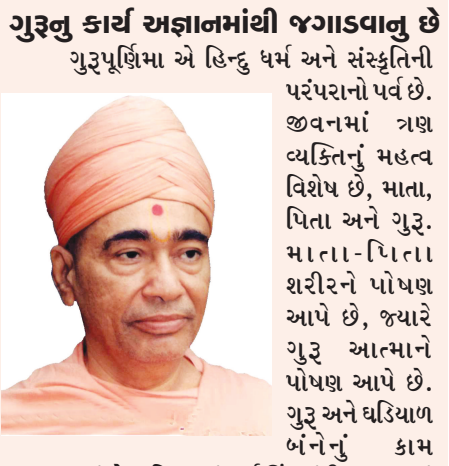 ગુરૂનુ કાર્ય અજ્ઞાનમાંથી જગાડવાનુ છે
ગુરૂપૂર્ણિમા એ હિન્દુ ધર્મ અને સંસ્કૃતિની
પરંપરાનો પર્વ છે.
જીવનમાં ત્રણ
વ્યક્તિનું મહત્વ
વિશેષ છે, માતા,
પિતા અને ગુરૂ.
માતા-પિતા
શરીરને પોષણ
આપે છે, જ્યારે
ગુરૂ આત્માને
પોષણ આપે છે.
ગુરૂ અને ઘડિયાળ
બંનેનું કામ